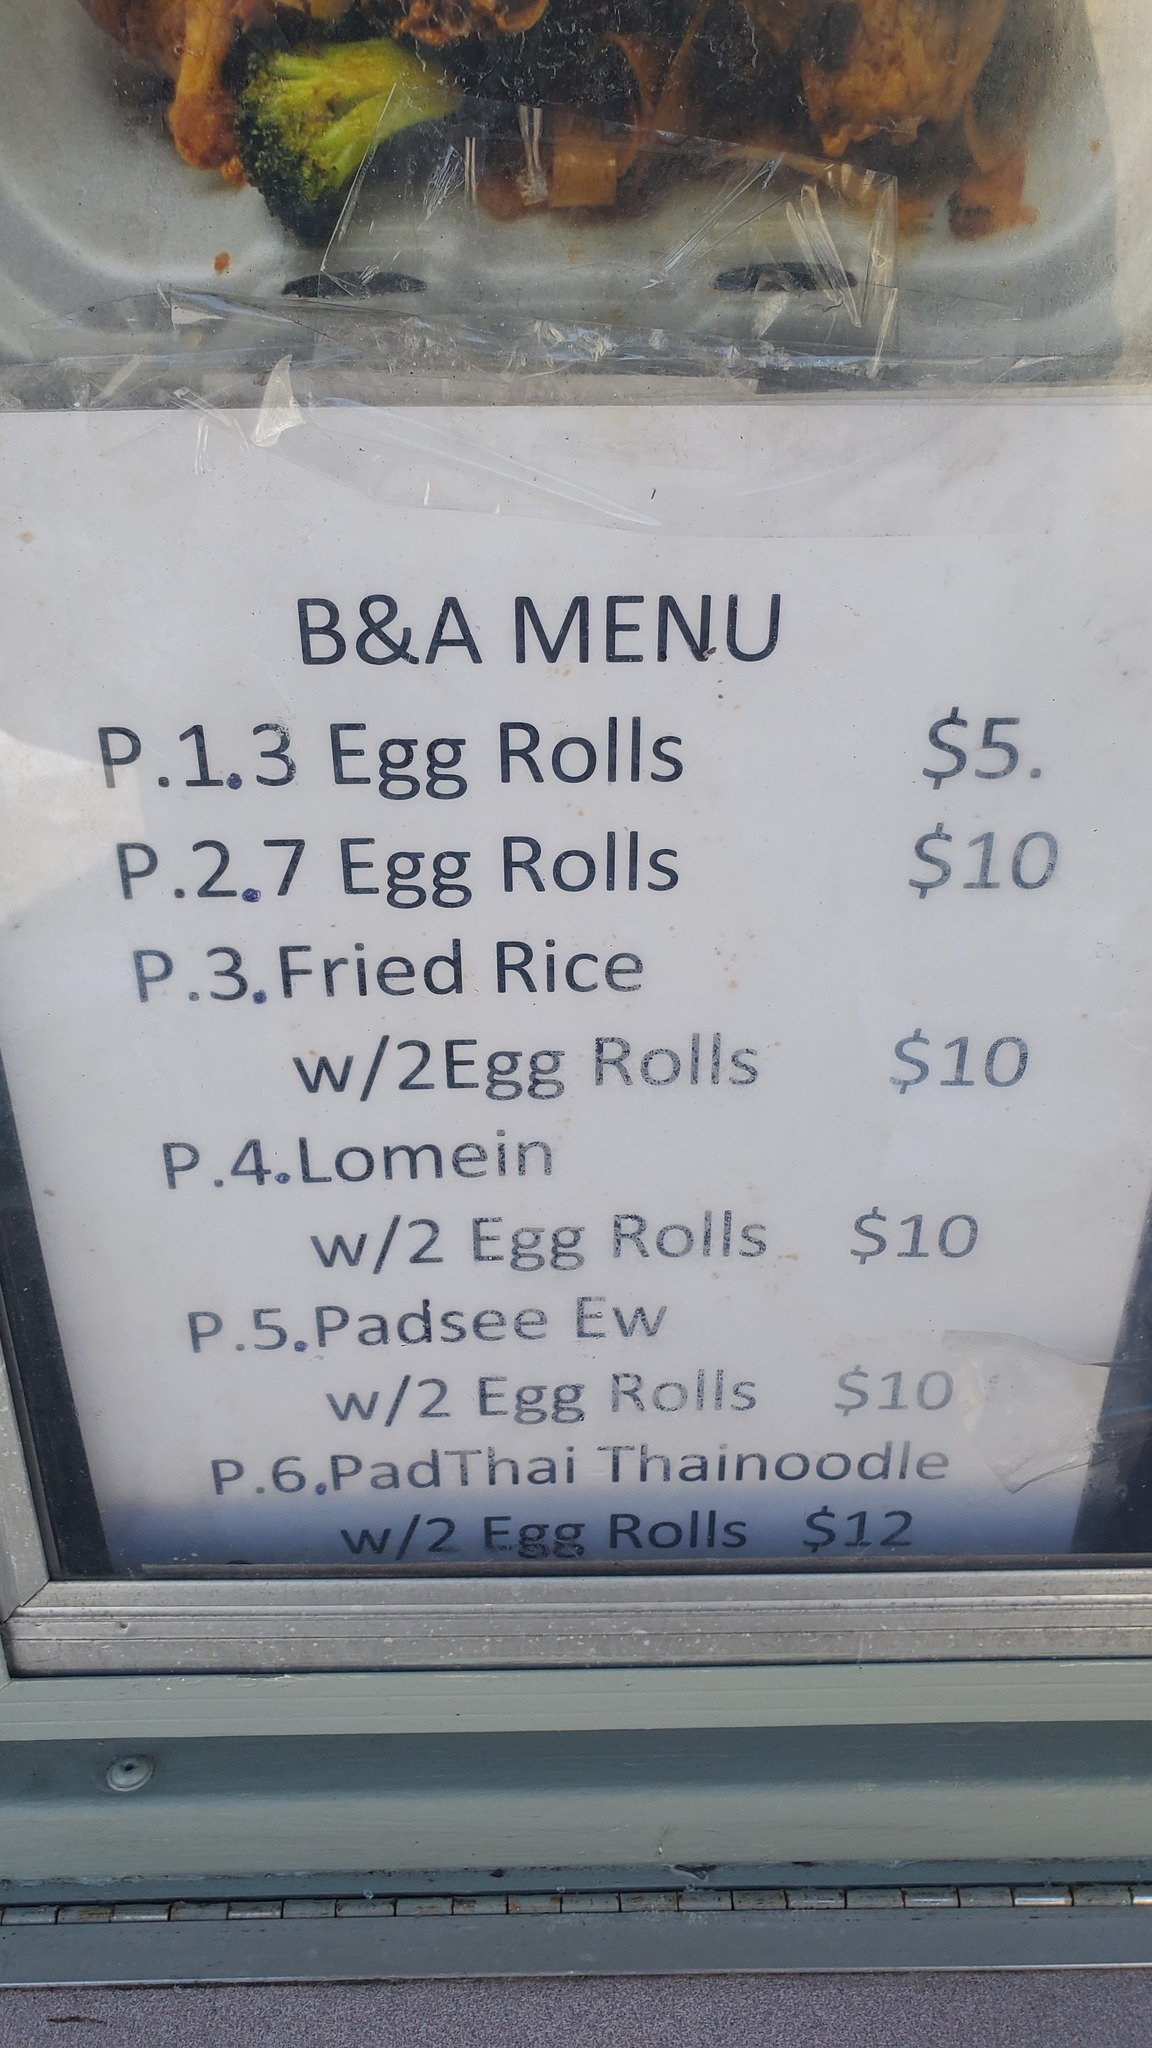 B&A MENU
P.1.3 Egg Rolls $5.
P.2.7 Egg Rolls $10
P.3.Fried Rice
w/2Egg Rolls $10
P.4.Lomein
w/2 Egg Rolls $10
P.5.Padsee Ew
w/2 Egg Rolls $10
P.6.PadThai Thainoodle
w/2 Egg Rolls $12